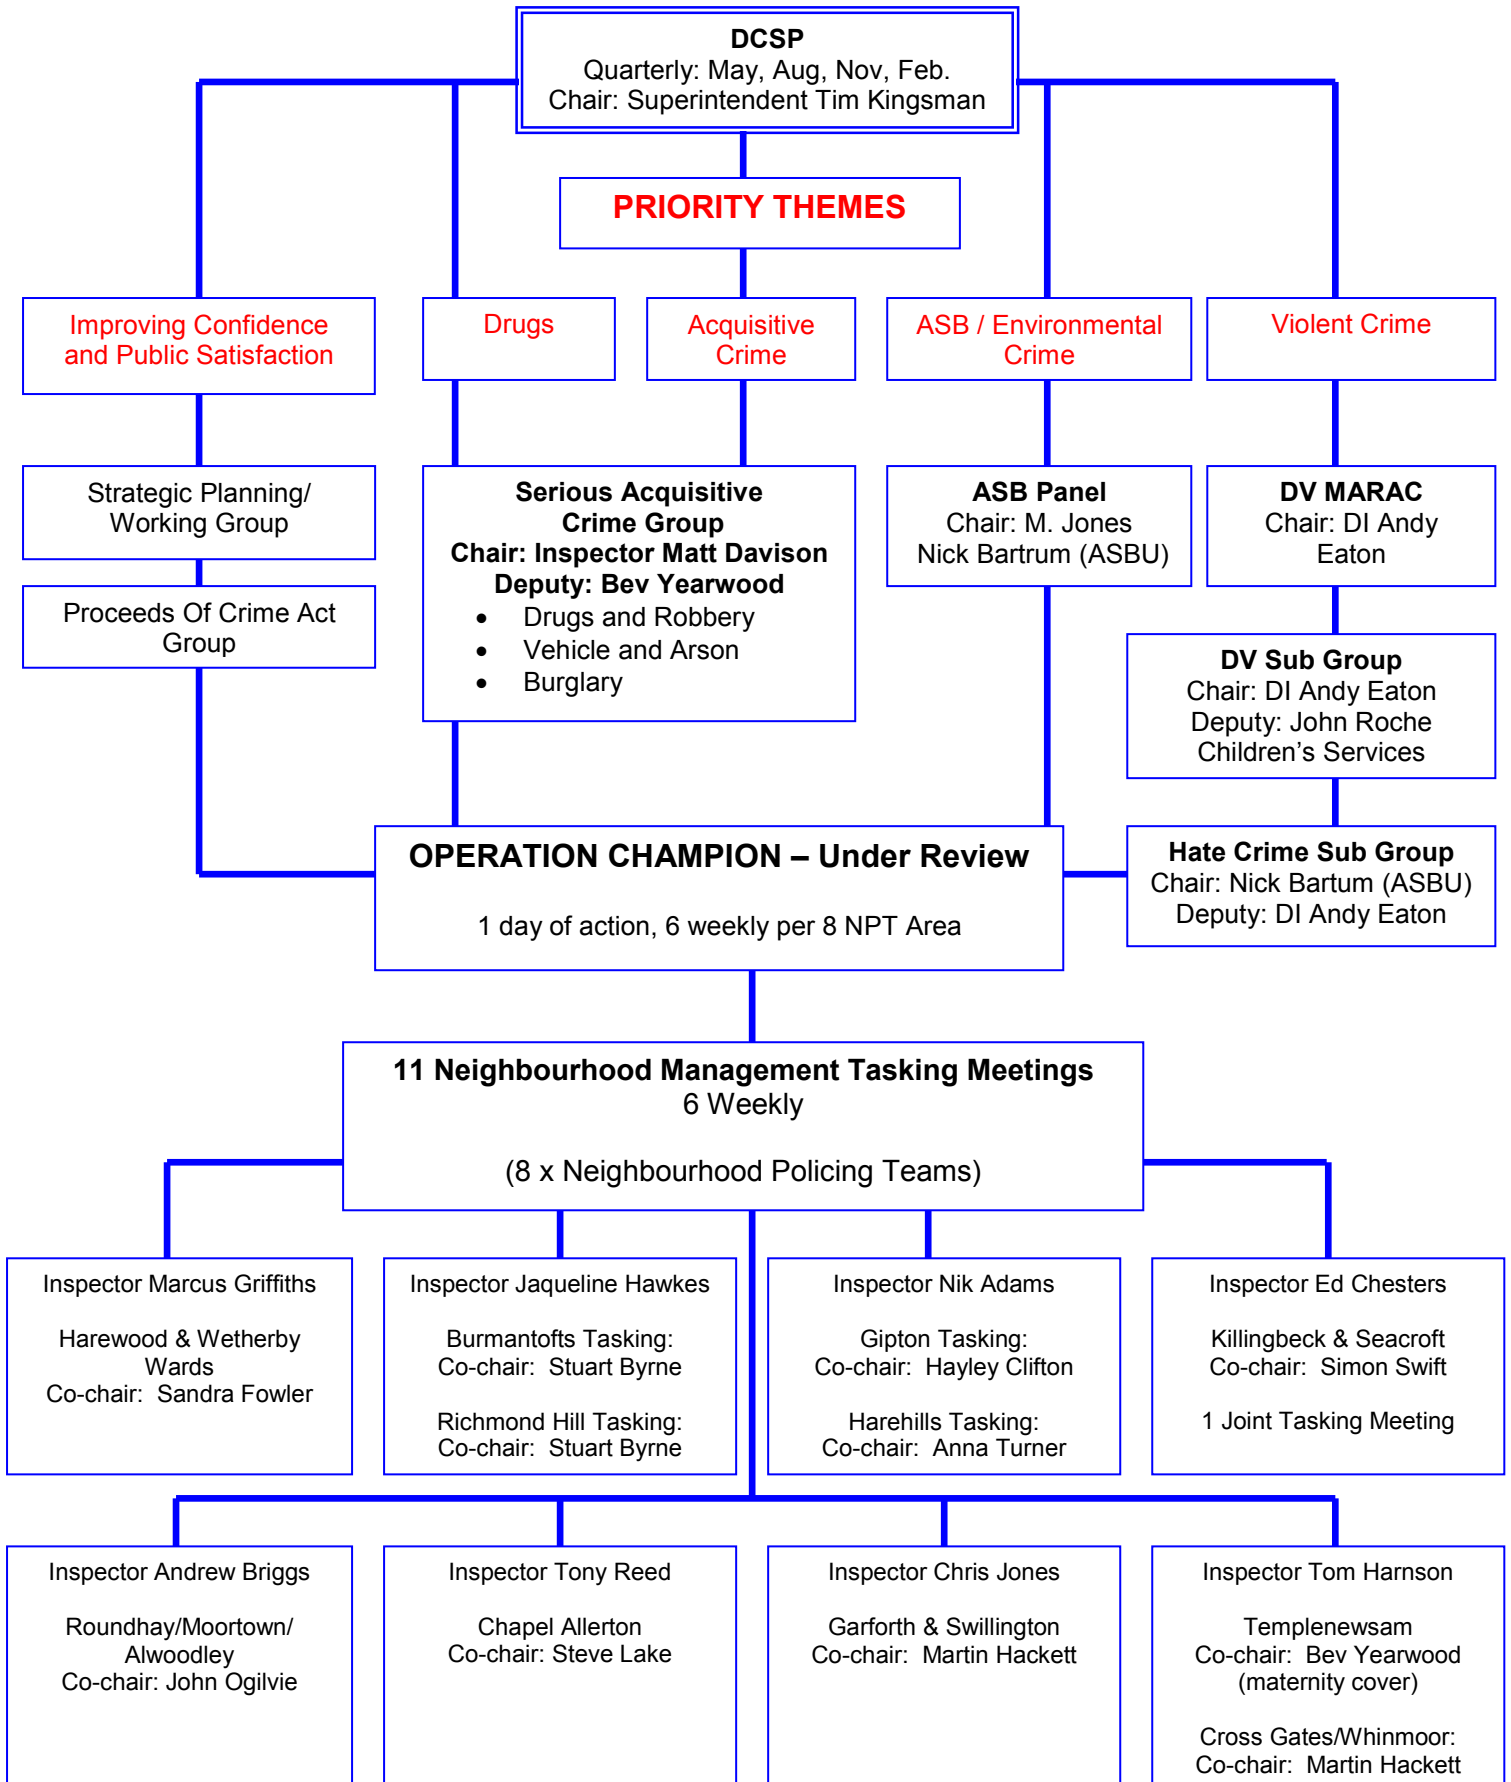 DCSP
Quarterly: May, Aug, Nov, Feb.
Chair: Superintendent Tim Kingsman
PRIORITY THEMES
Improving Confidence
and Public Satisfaction
Drugs
Acquisitive
Crime
ASB / Environmental
Crime
Violent Crime
Strategic Planning/
Working Group
Proceeds Of Crime Act
Group
Serious Acquisitive
Crime Group
Chair: Inspector Matt Davison
Deputy: Bev Yearwood
• Drugs and Robbery
• Vehicle and Arson
• Burglary
ASB Panel
Chair: M. Jones
Nick Bartrum (ASBU)
DV MARAC
Chair: DI Andy
Eaton
DV Sub Group
Chair: DI Andy Eaton
Deputy: John Roche
Children's Services
Hate Crime Sub Group
Chair: Nick Bartum (ASBU)
Deputy: DI Andy Eaton
OPERATION CHAMPION – Under Review
1 day of action, 6 weekly per 8 NPT Area
11 Neighbourhood Management Tasking Meetings
6 Weekly
(8 x Neighbourhood Policing Teams)
Inspector Marcus Griffiths
Harewood & Wetherby
Wards
Co-chair: Sandra Fowler
Inspector Jaqueline Hawkes
Burmantofts Tasking:
Co-chair: Stuart Byrne
Richmond Hill Tasking:
Co-chair: Stuart Byrne
Inspector Nik Adams
Gipton Tasking:
Co-chair: Hayley Clifton
Harehills Tasking:
Co-chair: Anna Turner
Inspector Ed Chesters
Killingbeck & Seacroft
Co-chair: Simon Swift
1 Joint Tasking Meeting
Inspector Andrew Briggs
Roundhay/Moortown/
Alwoodley
Co-chair: John Ogilvie
Inspector Tony Reed
Chapel Allerton
Co-chair: Steve Lake
Inspector Chris Jones
Garforth & Swillington
Co-chair: Martin Hackett
Inspector Tom Harnson
Templenewsam
Co-chair: Bev Yearwood
(maternity cover)
Cross Gates/Whinmoor:
Co-chair: Martin Hackett